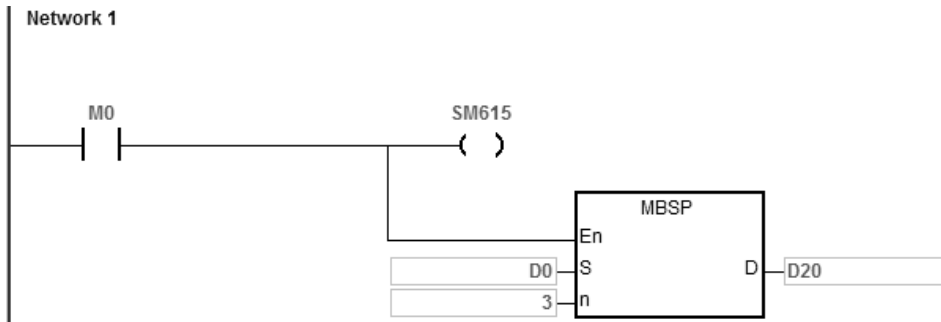 Network 1
M0
SM615
MBSP
En
D0 S D D20
3 n